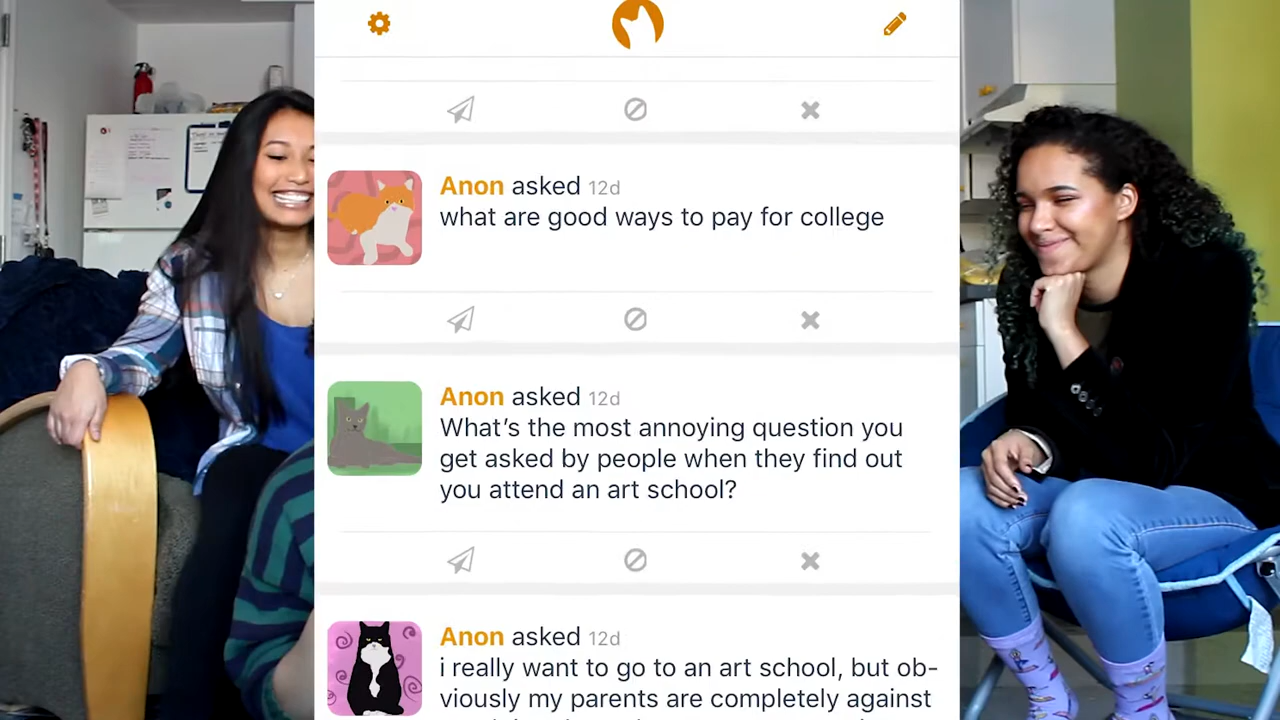 Anon asked 12d
what are good ways to pay for college
Anon asked 12d
What's the most annoying question you
get asked by people when they find out
you attend an art school?
Anon asked 12d
i really want to go to an art school, but ob-
viously my parents are completely against